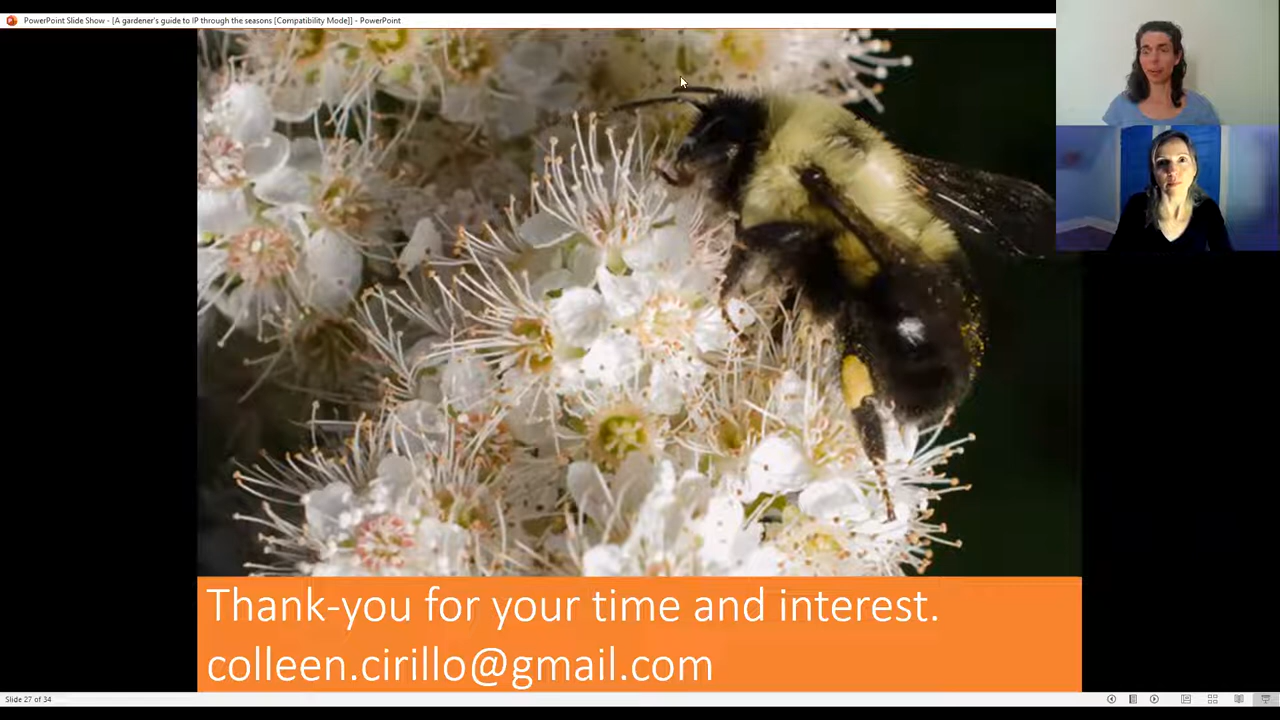 PowerPoint Slide Show - [A gardener's guide to IP through the seasons [Compatibility Mode]] - PowerPoint
Thank-you for your time and interest.
colleen.cirillo@gmail.com
Slide 27 of 34